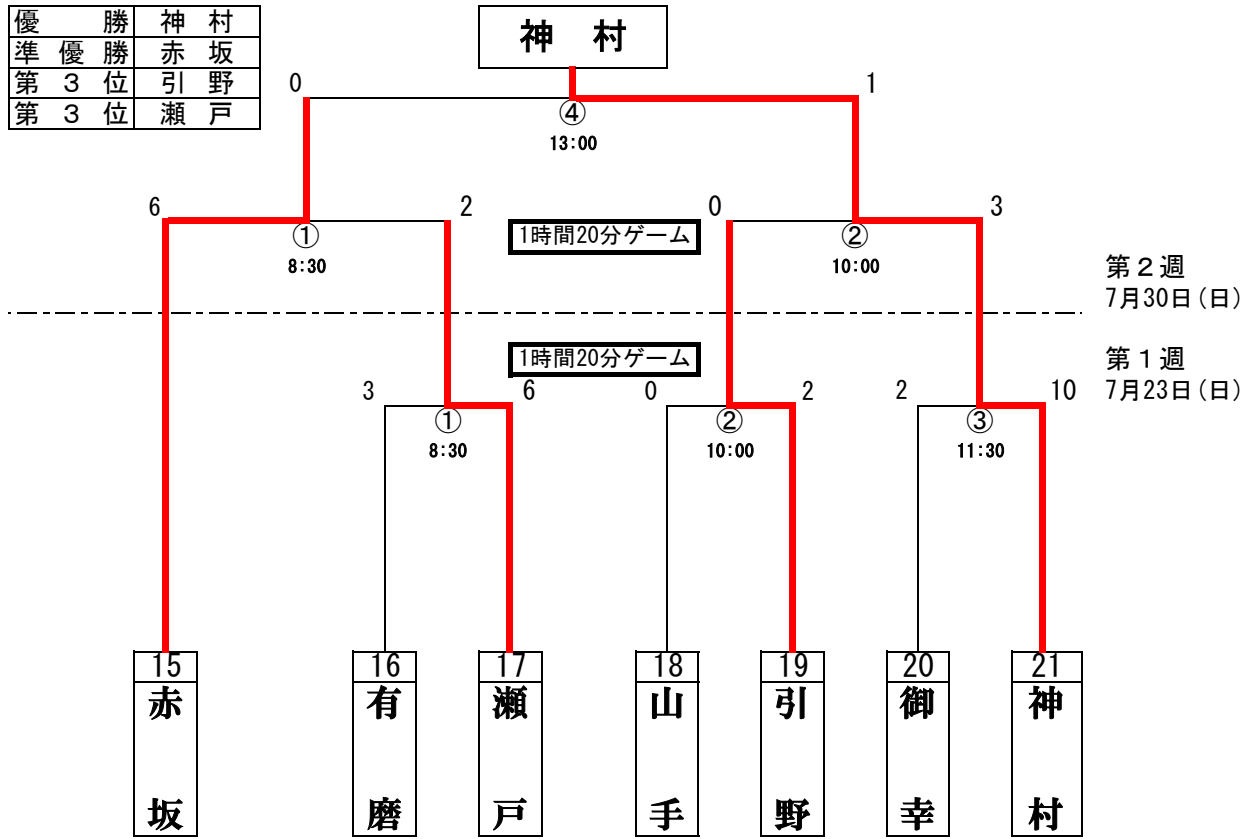 優勝 神村
準優勝 赤坂
第３位 引野
第３位 瀬戸
神村
0 1
④
13:00
6 2 0 3
① 1時間20分ゲーム ②
8:30 10:00
第２週
7月30日(日)
1時間20分ゲーム
第１週
7月23日(日)
3 6 0 2 2 10
① ② ③
8:30 10:00 11:30
15 16 17 18 19 20 21
赤坂 有磨 瀬戸 山手 引野 御幸 神村